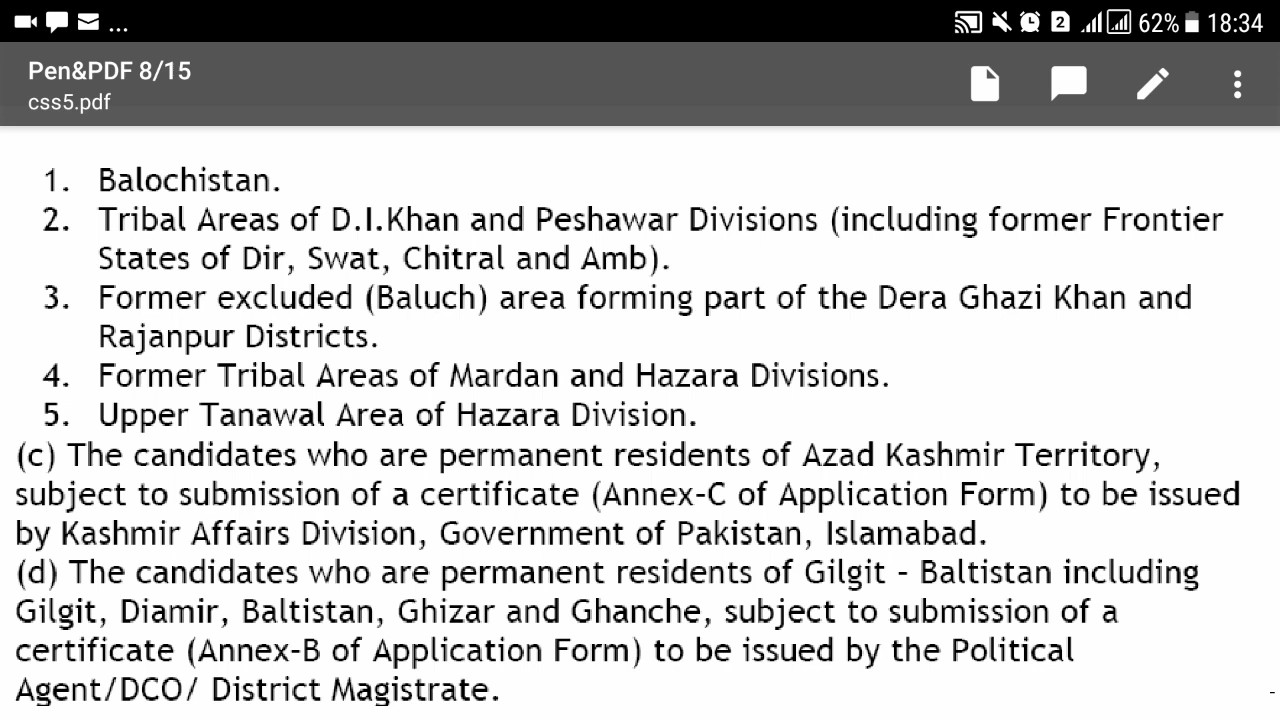 ... 2 62% 18:34
Pen&PDF 8/15
css5.pdf
1. Balochistan.
2. Tribal Areas of D.I.Khan and Peshawar Divisions (including former Frontier
States of Dir, Swat, Chitral and Amb).
3. Former excluded (Baluch) area forming part of the Dera Ghazi Khan and
Rajanpur Districts.
4. Former Tribal Areas of Mardan and Hazara Divisions.
5. Upper Tanawal Area of Hazara Division.
(c) The candidates who are permanent residents of Azad Kashmir Territory,
subject to submission of a certificate (Annex-C of Application Form) to be issued
by Kashmir Affairs Division, Government of Pakistan, Islamabad.
(d) The candidates who are permanent residents of Gilgit - Baltistan including
Gilgit, Diamir, Baltistan, Ghizar and Ghanche, subject to submission of a
certificate (Annex-B of Application Form) to be issued by the Political
Agent/DCO/ District Magistrate.